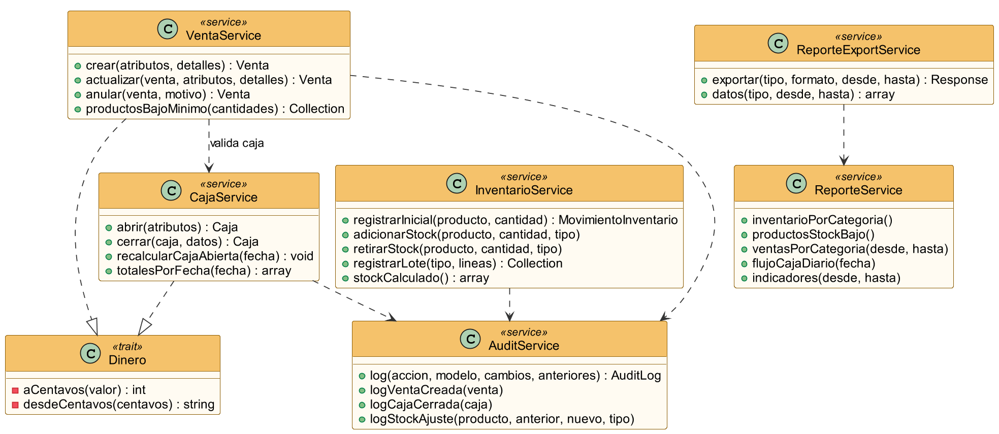 «service»
VentaService
crear(atributos, detalles) : Venta
actualizar(venta, atributos, detalles) : Venta
anular(venta, motivo) : Venta
productosBajoMinimo(cantidades) : Collection
«service»
ReporteExportService
exportar(tipo, formato, desde, hasta) : Response
datos(tipo, desde, hasta) : array
valida caja
«service»
CajaService
abrir(atributos) : Caja
cerrar(caja, datos) : Caja
recalcularCajaAbierta(fecha) : void
totalesPorFecha(fecha) : array
«service»
InventarioService
registrarInicial(producto, cantidad) : MovimientoInventario
adicionarStock(producto, cantidad, tipo)
retirarStock(producto, cantidad, tipo)
registrarLote(tipo, lineas) : Collection
stockCalculado() : array
«service»
ReporteService
inventarioPorCategoria()
productosStockBajo()
ventasPorCategoria(desde, hasta)
flujoCajaDiario(fecha)
indicadores(desde, hasta)
«trait»
Dinero
aCentavos(valor) : int
desdeCentavos(centavos) : string
«service»
AuditService
log(accion, modelo, cambios, anteriores) : AuditLog
logVentaCreada(venta)
logCajaCerrada(caja)
logStockAjuste(producto, anterior, nuevo, tipo)